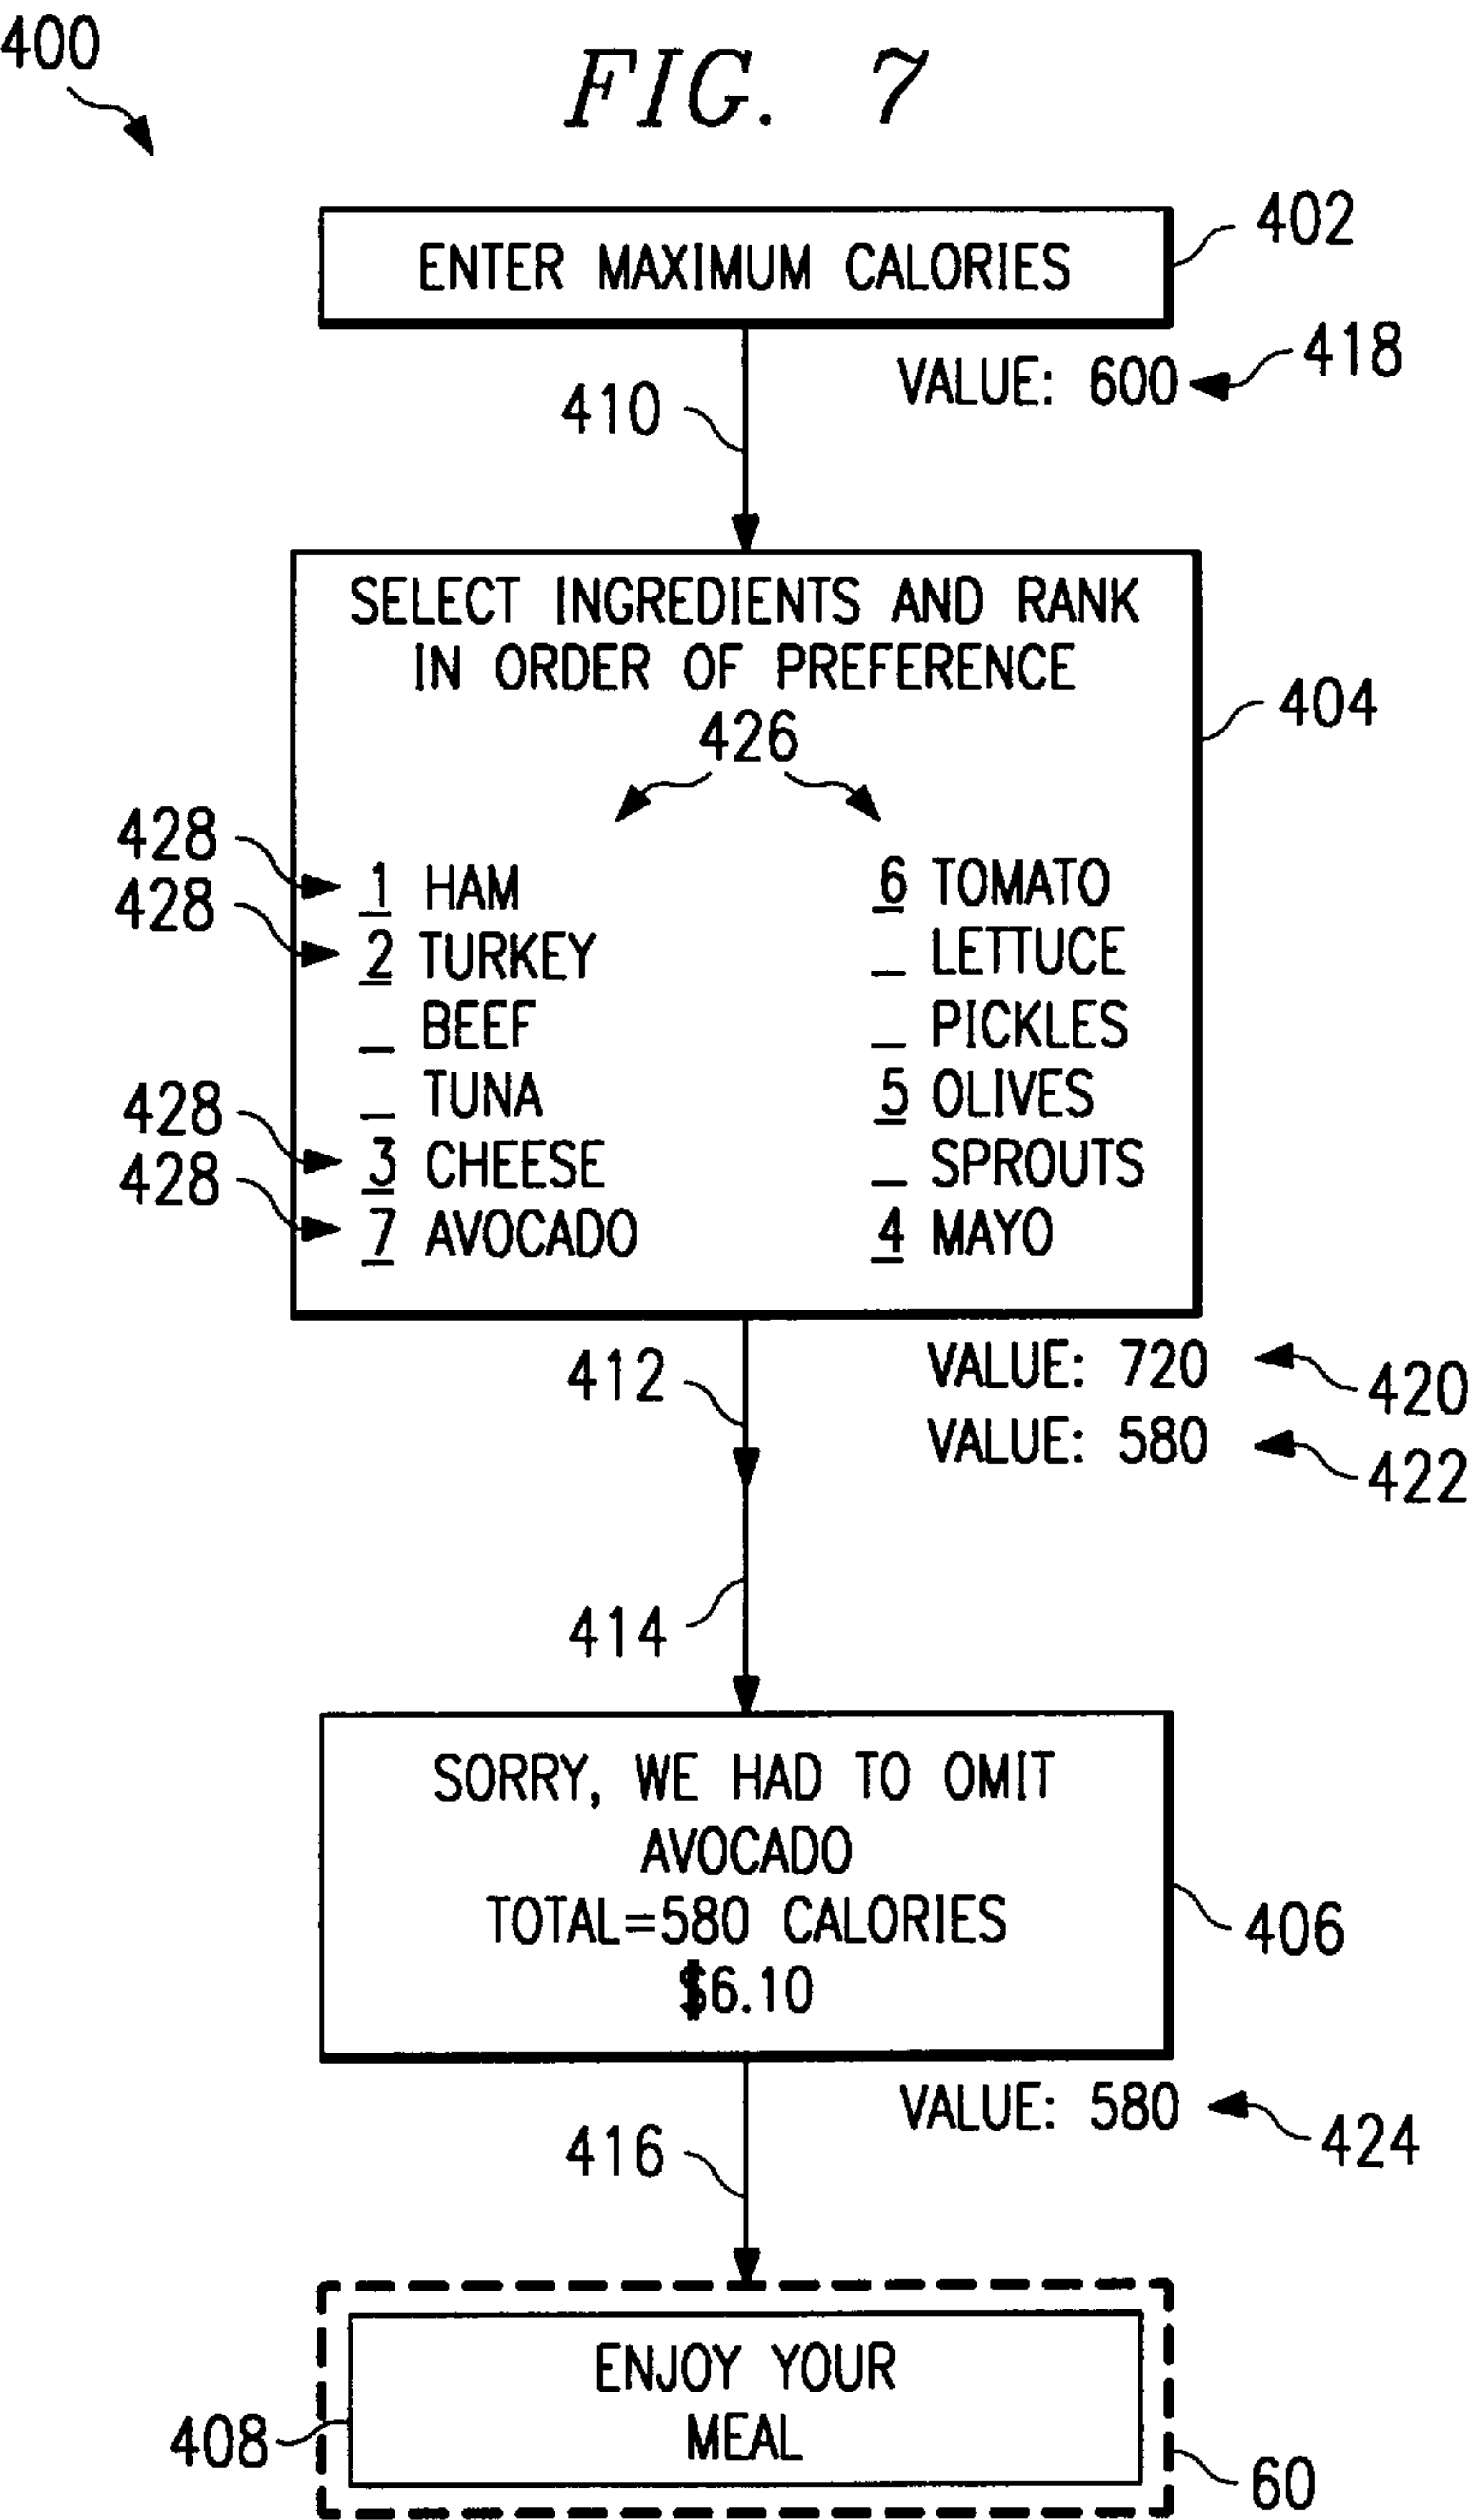 400
FIG. 7
ENTER MAXIMUM CALORIES
402
VALUE: 600
418
410
SELECT INGREDIENTS AND RANK
IN ORDER OF PREFERENCE
404
426
428
1 HAM
6 TOMATO
428
2 TURKEY
_ LETTUCE
_ BEEF
_ PICKLES
_ TUNA
5 OLIVES
428
3 CHEESE
_ SPROUTS
428
7 AVOCADO
4 MAYO
412
VALUE: 720
420
VALUE: 580
422
414
SORRY, WE HAD TO OMIT
AVOCADO
TOTAL=580 CALORIES
$6.10
406
VALUE: 580
424
416
ENJOY YOUR
MEAL
408
60